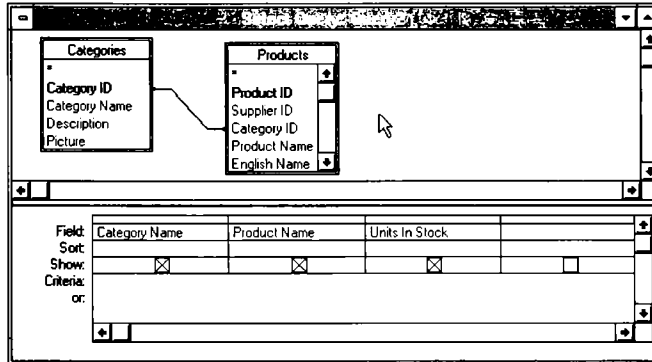 Categories
*
Category ID
Category Name
Description
Picture
Products
*
Product ID
Supplier ID
Category ID
Product Name
English Name
Field: Category Name Product Name Units In Stock
Sort:
Show:
Criteria:
or: